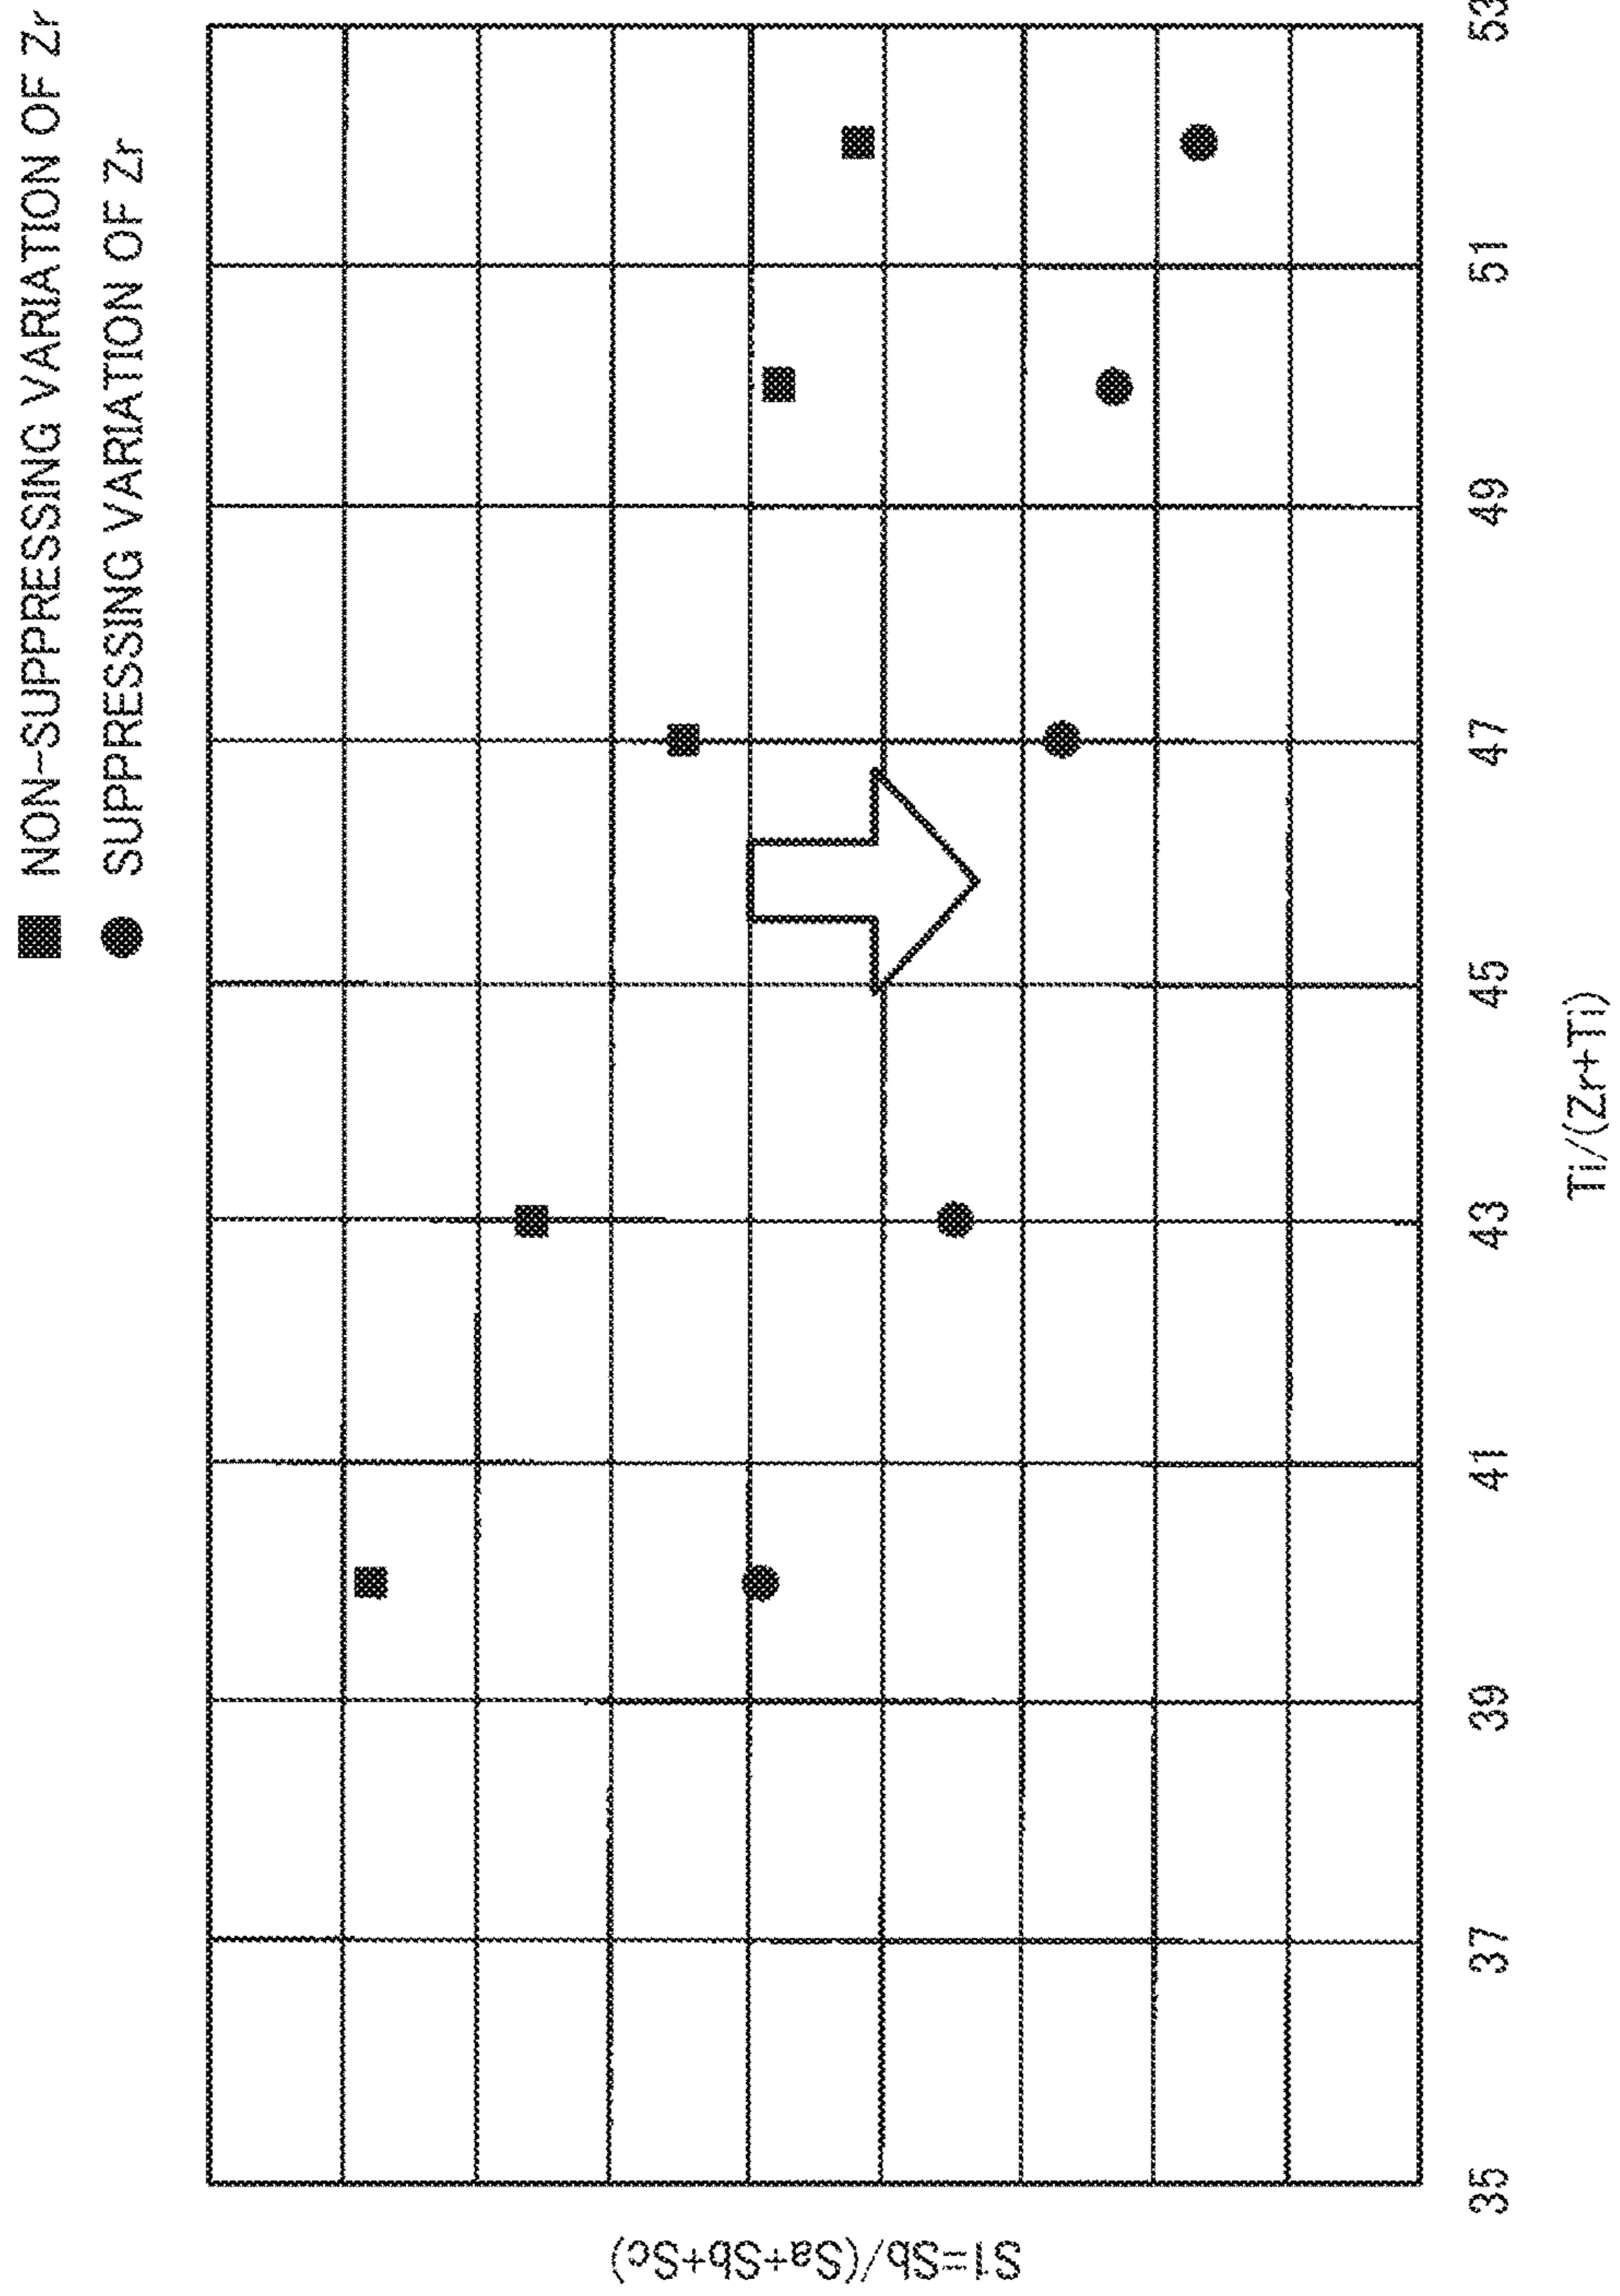 NON-SUPPRESSING VARIATION OF Zr
SUPPRESSING VARIATION OF Zr
S1=Sb/(Sa+Sb+Sc)
35
37
39
41
43
45
47
49
51
53
Ti/(Zr+Ti)